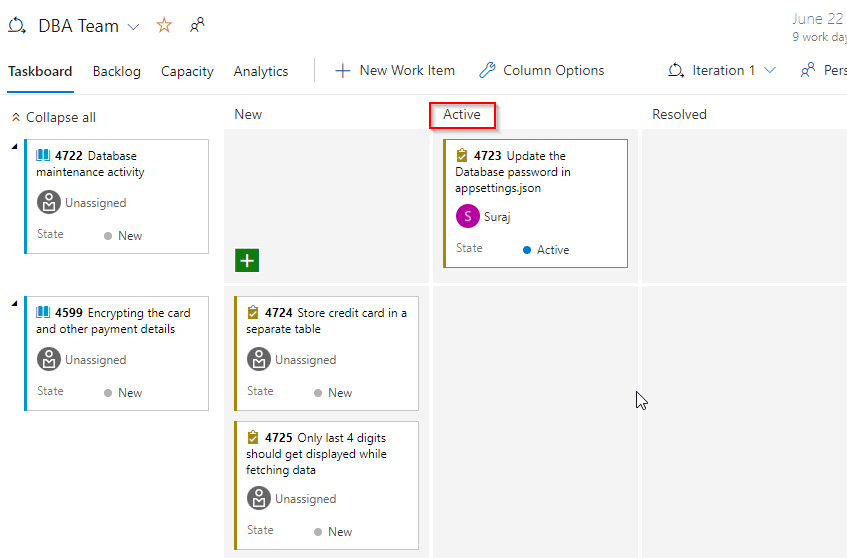 DBA Team
June 22
9 work day
Taskboard Backlog Capacity Analytics New Work Item Column Options Iteration 1 Pers
Collapse all New Active Resolved
4722 Database
maintenance activity
Unassigned
State New
4723 Update the
Database password in
appsettings.json
S Suraj
State Active
4599 Encrypting the card
and other payment details
Unassigned
State New
4724 Store credit card in a
separate table
Unassigned
State New
4725 Only last 4 digits
should get displayed while
fetching data
Unassigned
State New